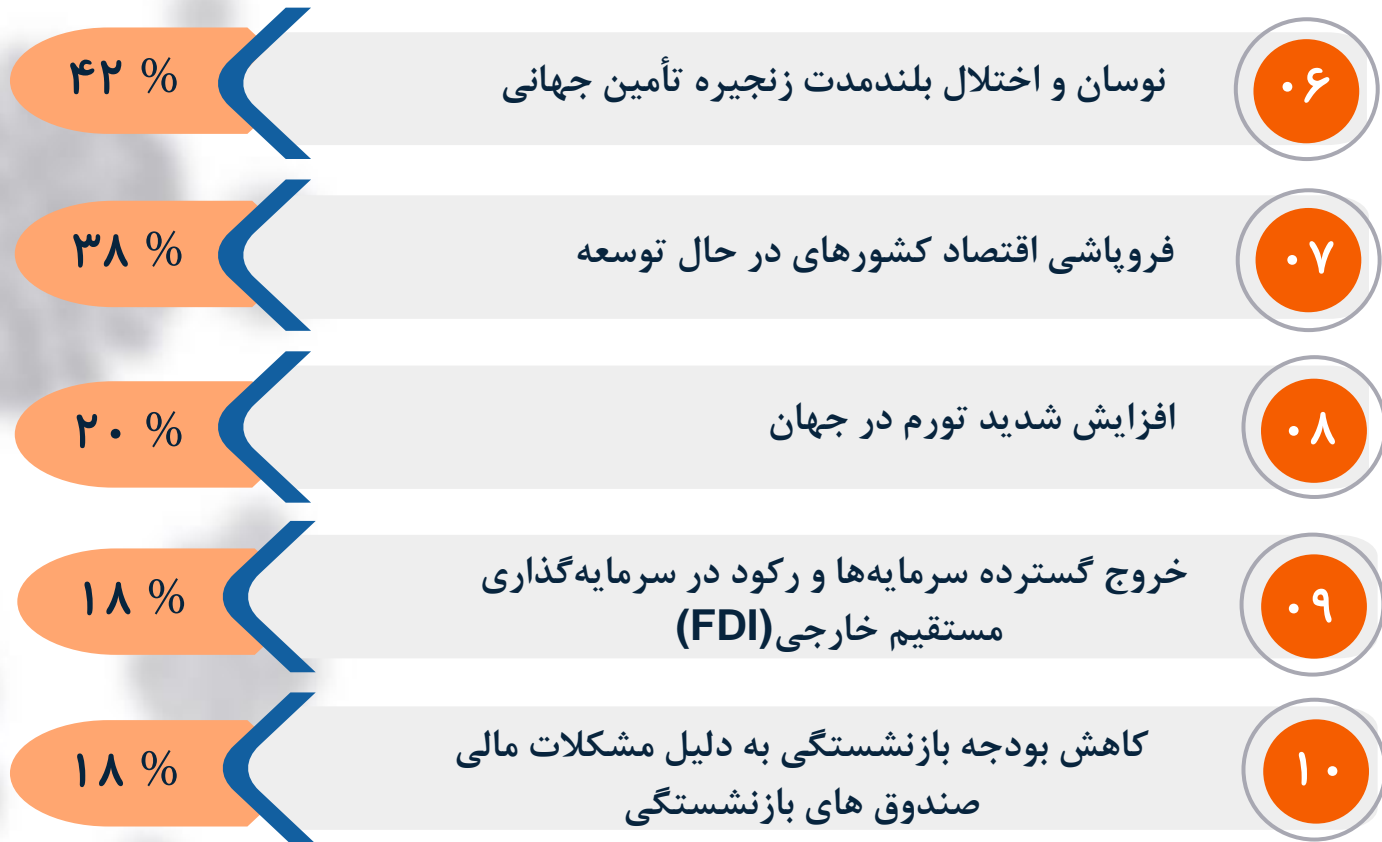 ۰۶
نوسان و اختلال بلندمدت زنجیره تأمین جهانی
۴۲ %
۰۷
فروپاشی اقتصاد کشورهای در حال توسعه
۳۸ %
۰۸
افزایش شدید تورم در جهان
۲۰ %
۰۹
خروج گسترده سرمایه‌ها و رکود در سرمایه‌گذاری
مستقیم خارجی(FDI)
۱۸ %
۱۰
کاهش بودجه بازنشستگی به دلیل مشکلات مالی
صندوق های بازنشستگی
۱۸ %